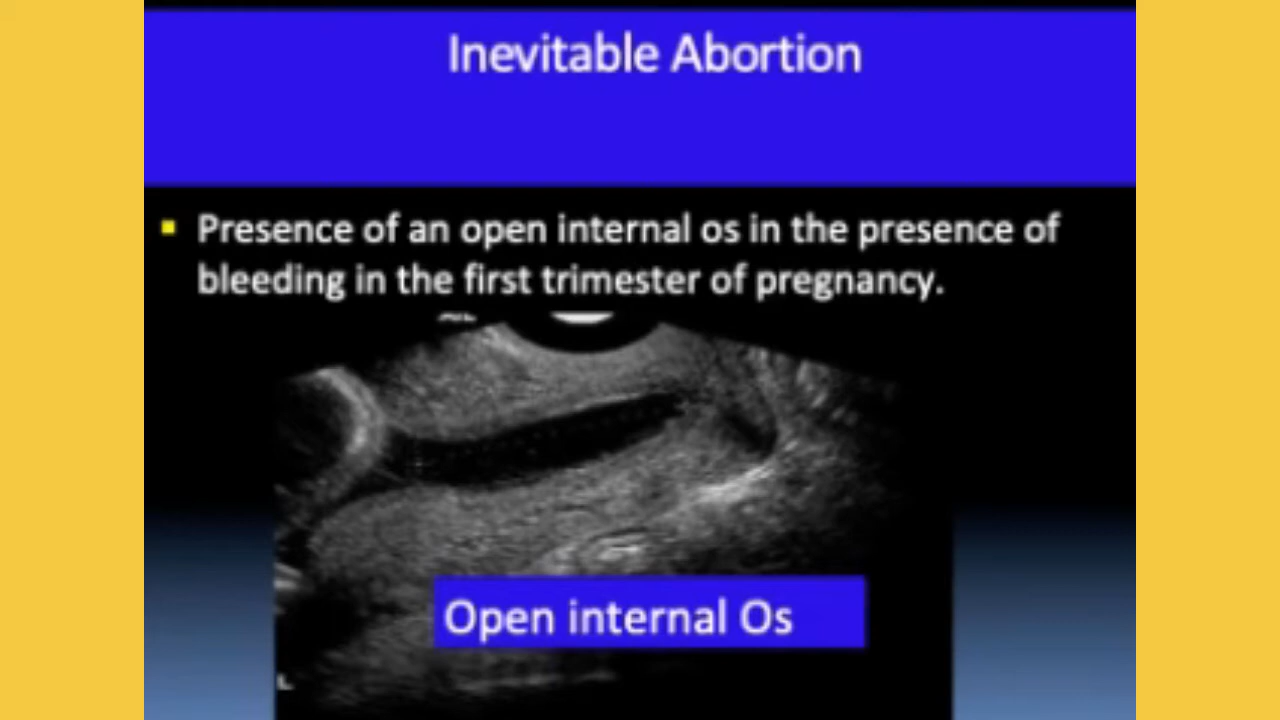 Inevitable Abortion
Presence of an open internal os in the presence of
bleeding in the first trimester of pregnancy.
Open internal Os